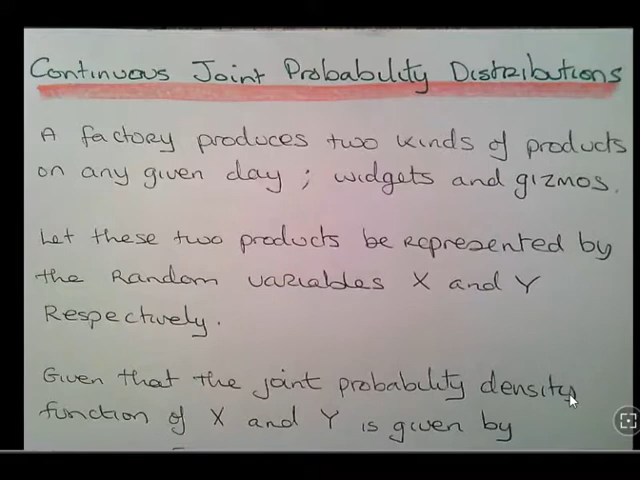 Continuous Joint Probability Distributions
A factory produces two kinds of products
on any given day ; widgets and gizmos.
Let these two products be represented by
the Random variables X and Y
Respectively.
Given that the joint probability density
function of X and Y is given by